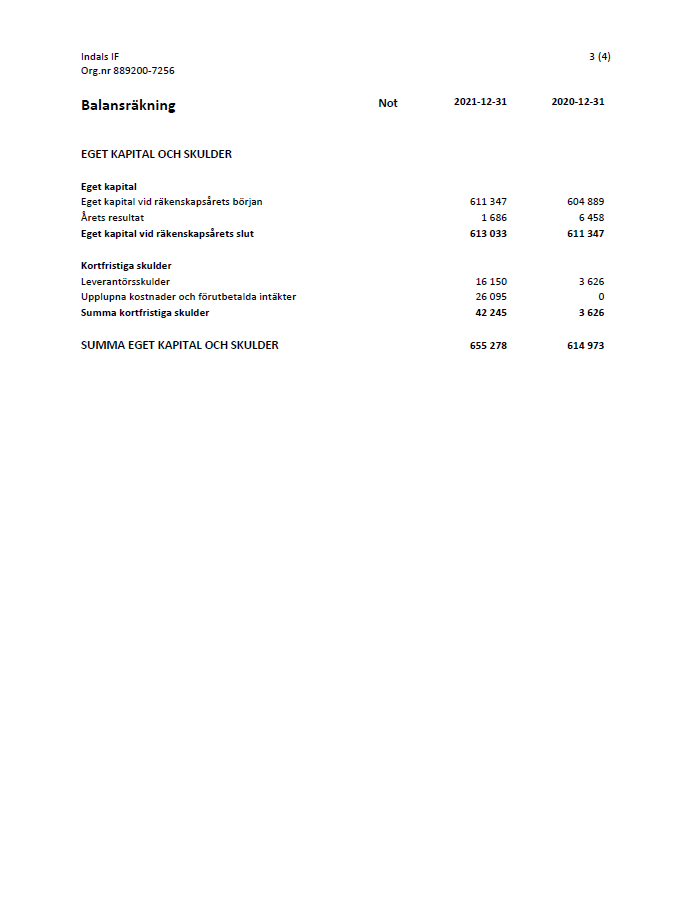 Indals IF 3 (4)
Org.nr 889200-7256
Balansräkning Not 2021-12-31 2020-12-31
EGET KAPITAL OCH SKULDER
Eget kapital
Eget kapital vid räkenskapsårets början 611 347 604 889
Årets resultat 1 686 6 458
Eget kapital vid räkenskapsårets slut 613 033 611 347
Kortfristiga skulder
Leverantörsskulder 16 150 3 626
Upplupna kostnader och förutbetalda intäkter 26 095 0
Summa kortfristiga skulder 42 245 3 626
SUMMA EGET KAPITAL OCH SKULDER 655 278 614 973